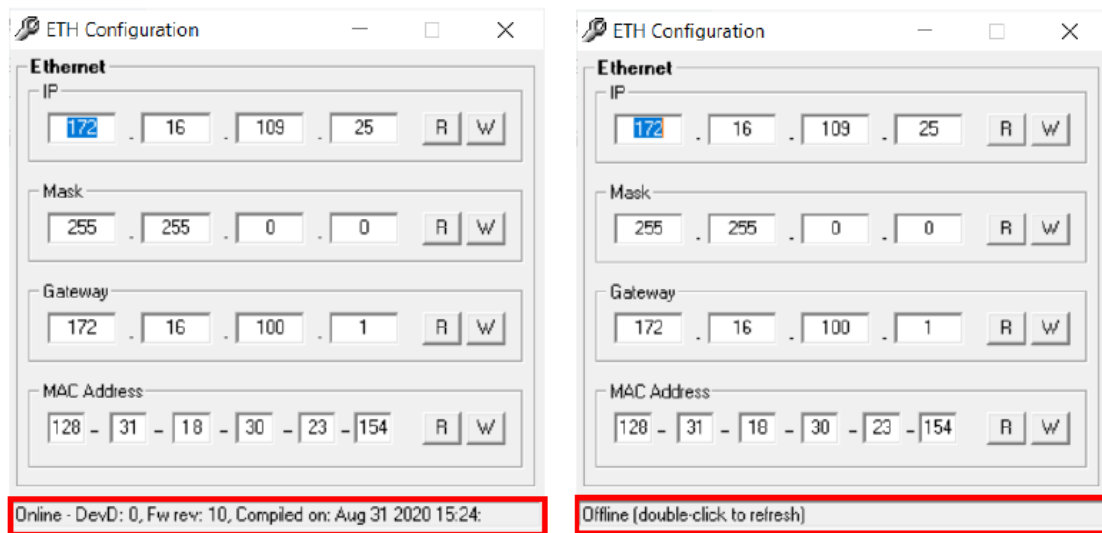 ETH Configuration
Ethernet
IP
172 . 16 . 109 . 25 R W
Mask
255 . 255 . 0 . 0 R W
Gateway
172 . 16 . 100 . 1 R W
MAC Address
128 - 31 - 18 - 30 - 23 - 154 R W
Online - DevD: 0, Fw rev: 10, Compiled on: Aug 31 2020 15:24:
ETH Configuration
Ethernet
IP
172 . 16 . 109 . 25 R W
Mask
255 . 255 . 0 . 0 R W
Gateway
172 . 16 . 100 . 1 R W
MAC Address
128 - 31 - 18 - 30 - 23 - 154 R W
Offline (double-click to refresh)